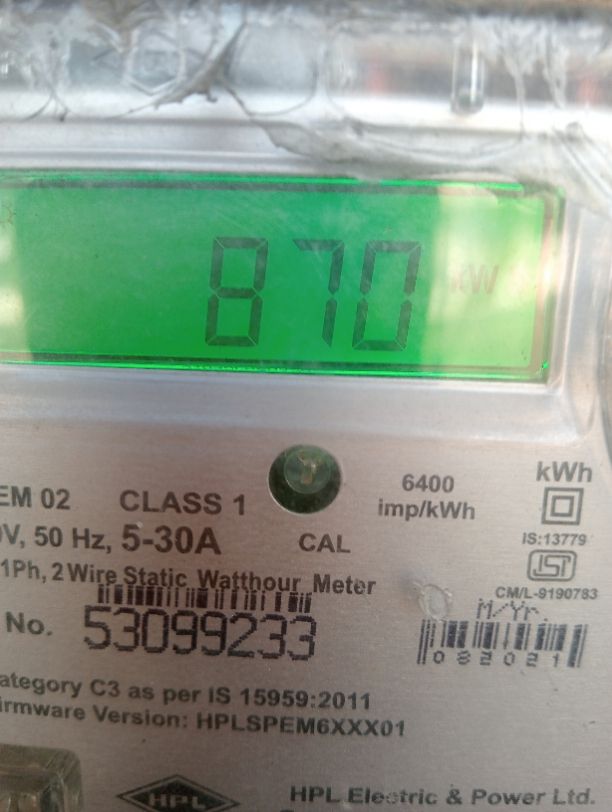 870 kW
EM 02 CLASS 1 6400 imp/kWh kWh
V, 50 Hz, 5-30A CAL IS:13779
1Ph, 2 Wire Static Watthour Meter CM/L-9190783
No. 53099233 M/Yr.
082021
ategory C3 as per IS 15959:2011
irmware Version: HPLSPEM6XXX01
HPL HPL Electric & Power Ltd.